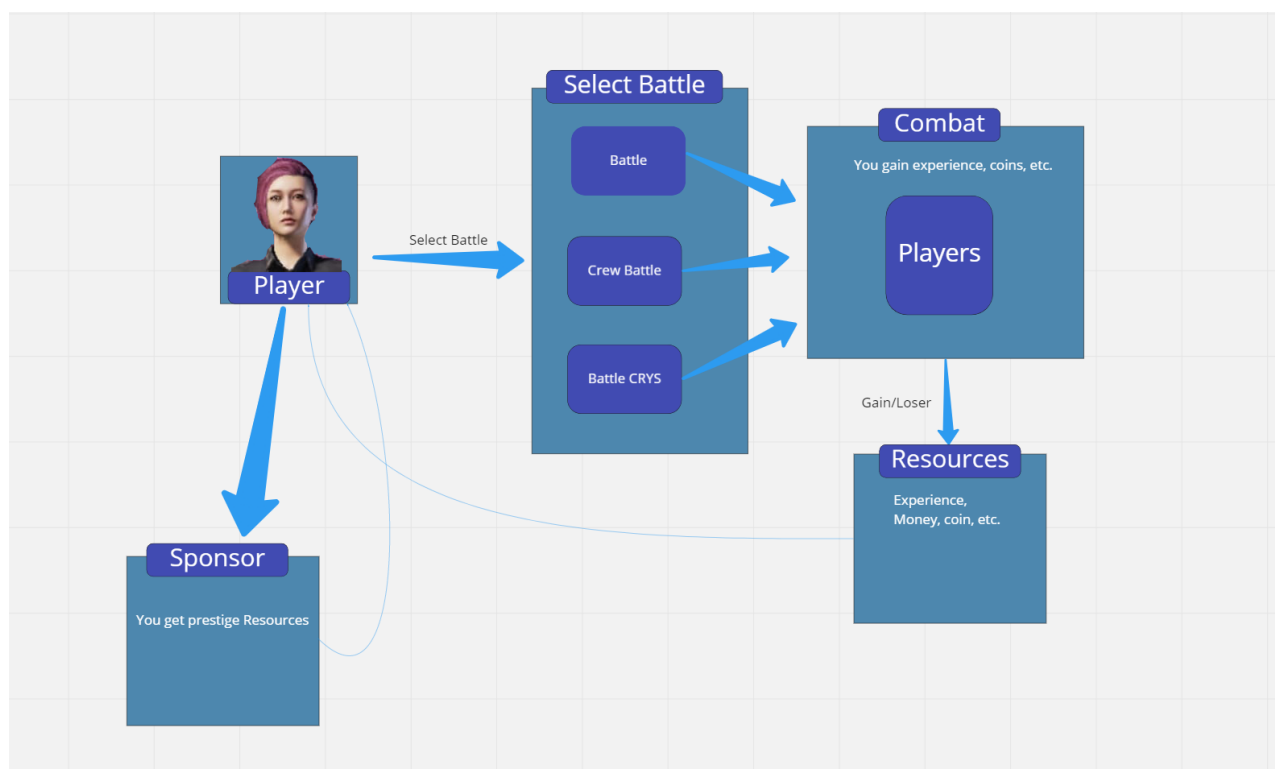 Select Battle
Battle
Crew Battle
Battle CRYS
Combat
You gain experience, coins, etc.
Players
Select Battle
Player
Gain/Loser
Resources
Experience,
Money, coin, etc.
Sponsor
You get prestige Resources